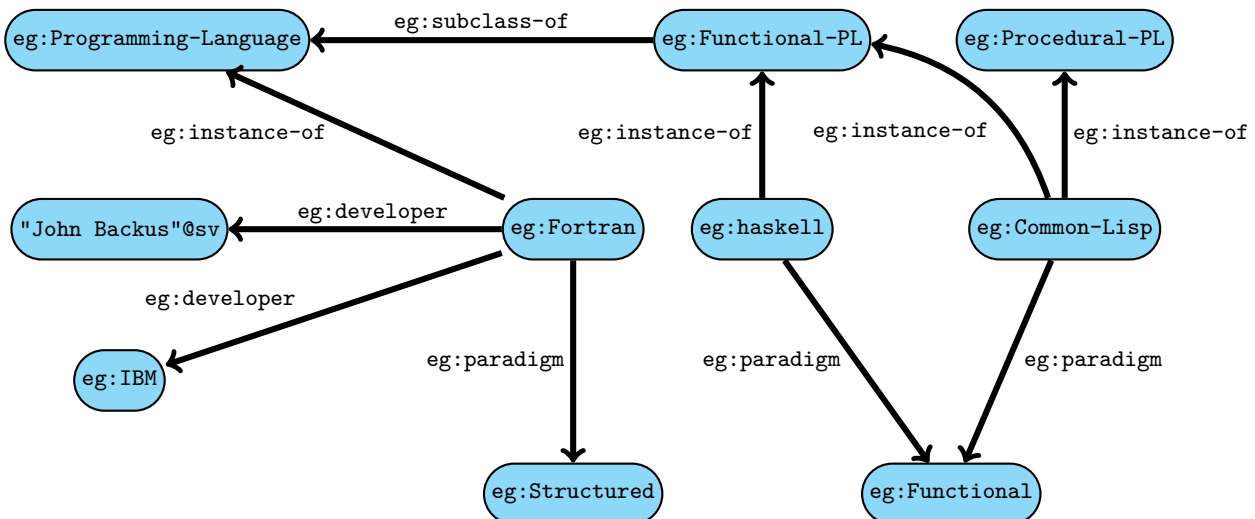 eg:subclass-of
eg:Programming-Language
eg:Functional-PL
eg:Procedural-PL
eg:instance-of
eg:instance-of
eg:instance-of
eg:instance-of
eg:developer
"John Backus"@sv
eg:Fortran
eg:haskell
eg:Common-Lisp
eg:developer
eg:paradigm
eg:paradigm
eg:paradigm
eg:IBM
eg:Structured
eg:Functional